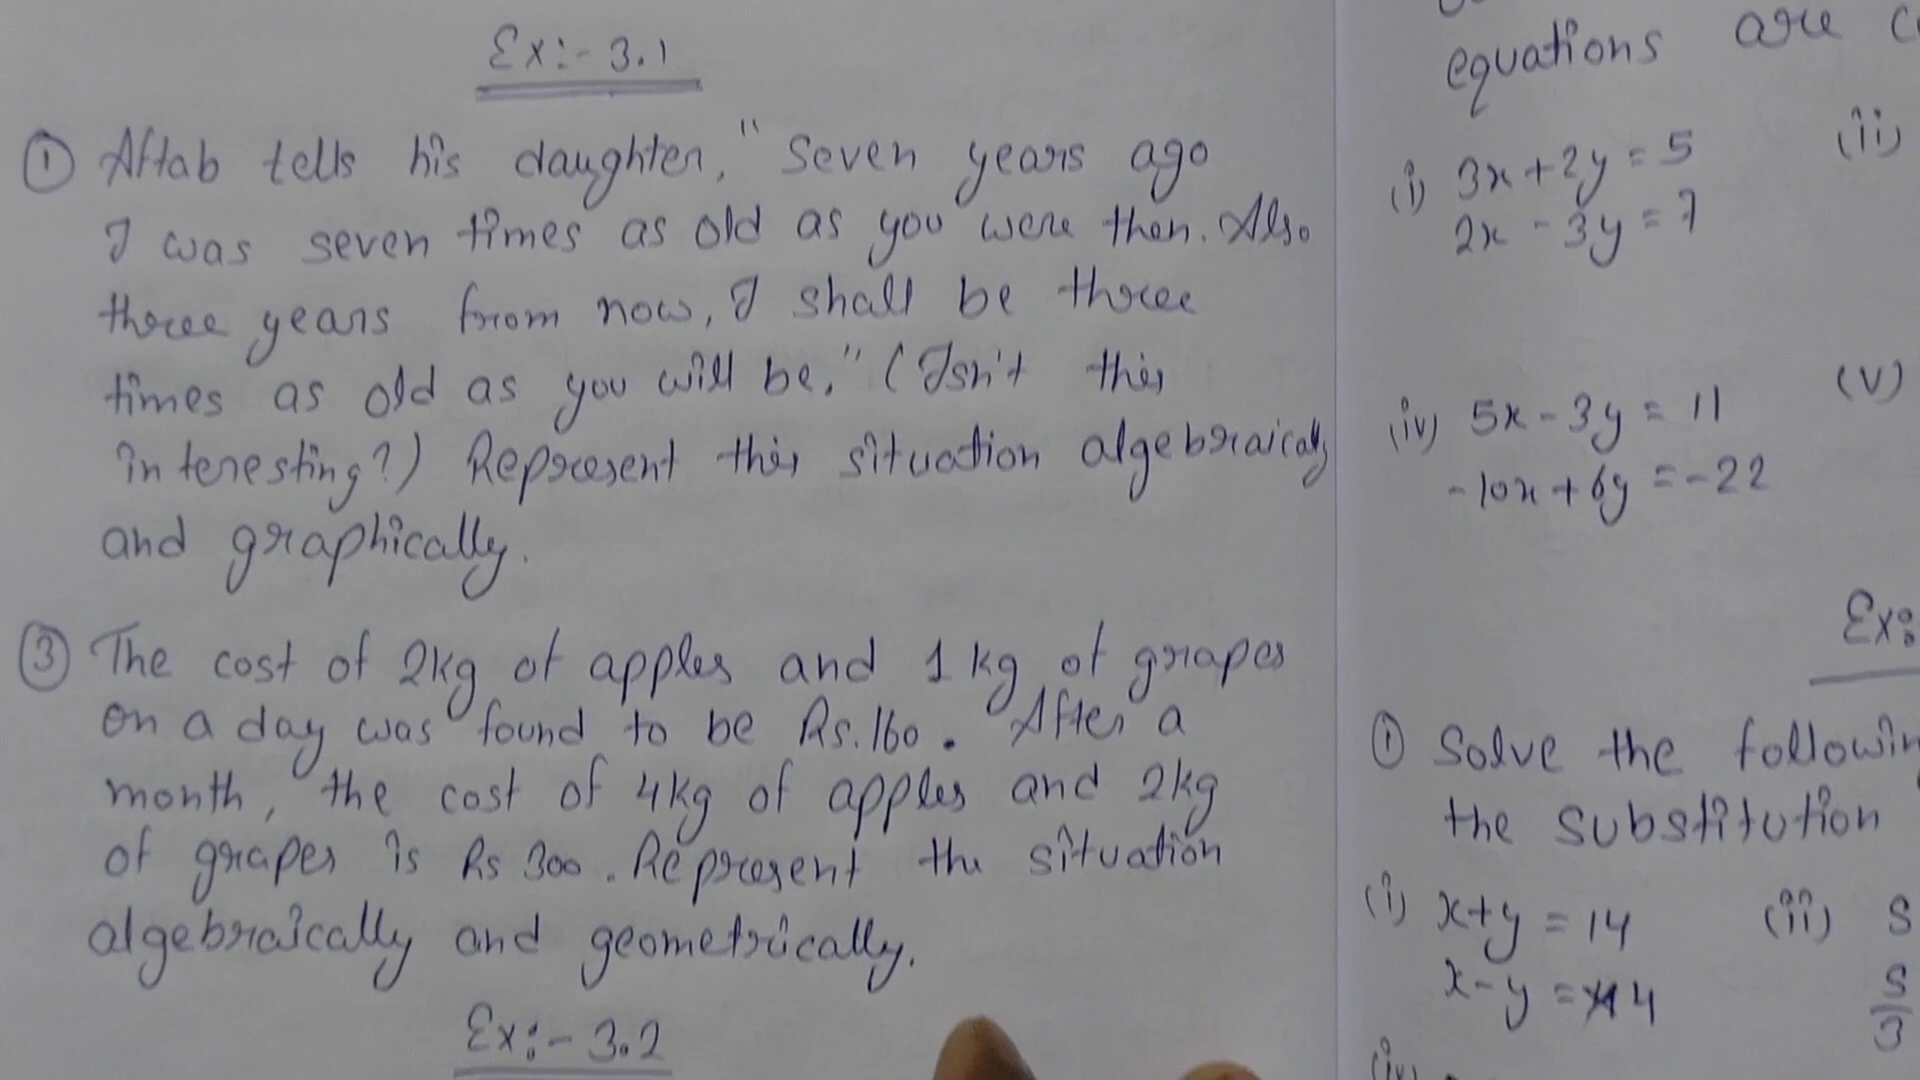 Ex:- 3.1
① Aftab tells his daughter, "Seven years ago
I was seven times as old as you were then. Also
three years from now, I shall be three
times as old as you will be." (Isn't this
interesting?) Represent this situation algebraically
and graphically.
③ The cost of 2kg of apples and 1 kg of grapes
on a day was found to be Rs. 160. After a
month, the cost of 4kg of apples and 2kg
of grapes is Rs 300. Represent the situation
algebraically and geometrically.
Ex:- 3.2
equations are
(i) 3x + 2y = 5 (ii)
2x - 3y = 7
(iv) 5x - 3y = 11 (v)
-10x + 6y = -22
Ex:
① Solve the followin
the substitution
(i) x+y = 14 (ii) S
x-y = 4 S/3
(iv)